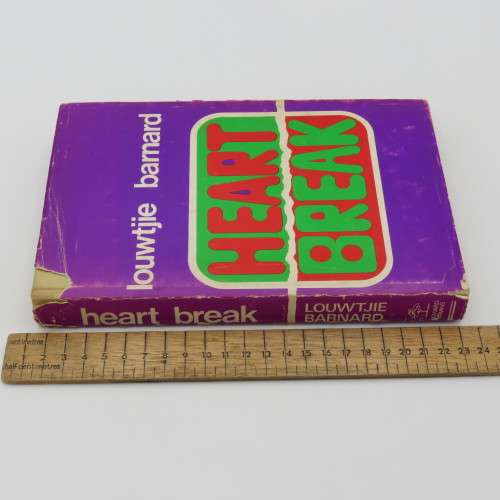 louwtjie barnard
HEART
BREAK
heart break
LOUWTJIE
BARNARD
centimetres
1 2 3 4 5 6 7 8 9 10 11 12 13 14 15 16 17 18 19 20 21 22 23 24
half centimetres